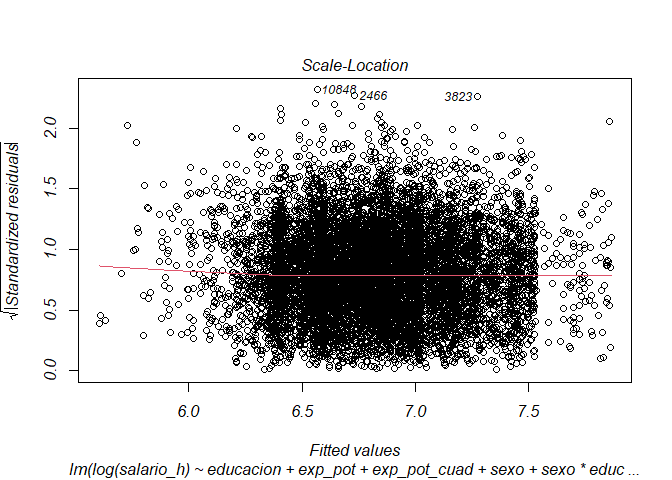 Scale-Location
10848
2466
3823
2.0
1.5
1.0
0.5
0.0
√|Standardized residuals|
6.0 6.5 7.0 7.5
Fitted values
lm(log(salario_h) ~ educacion + exp_pot + exp_pot_cuad + sexo + sexo * educ ...